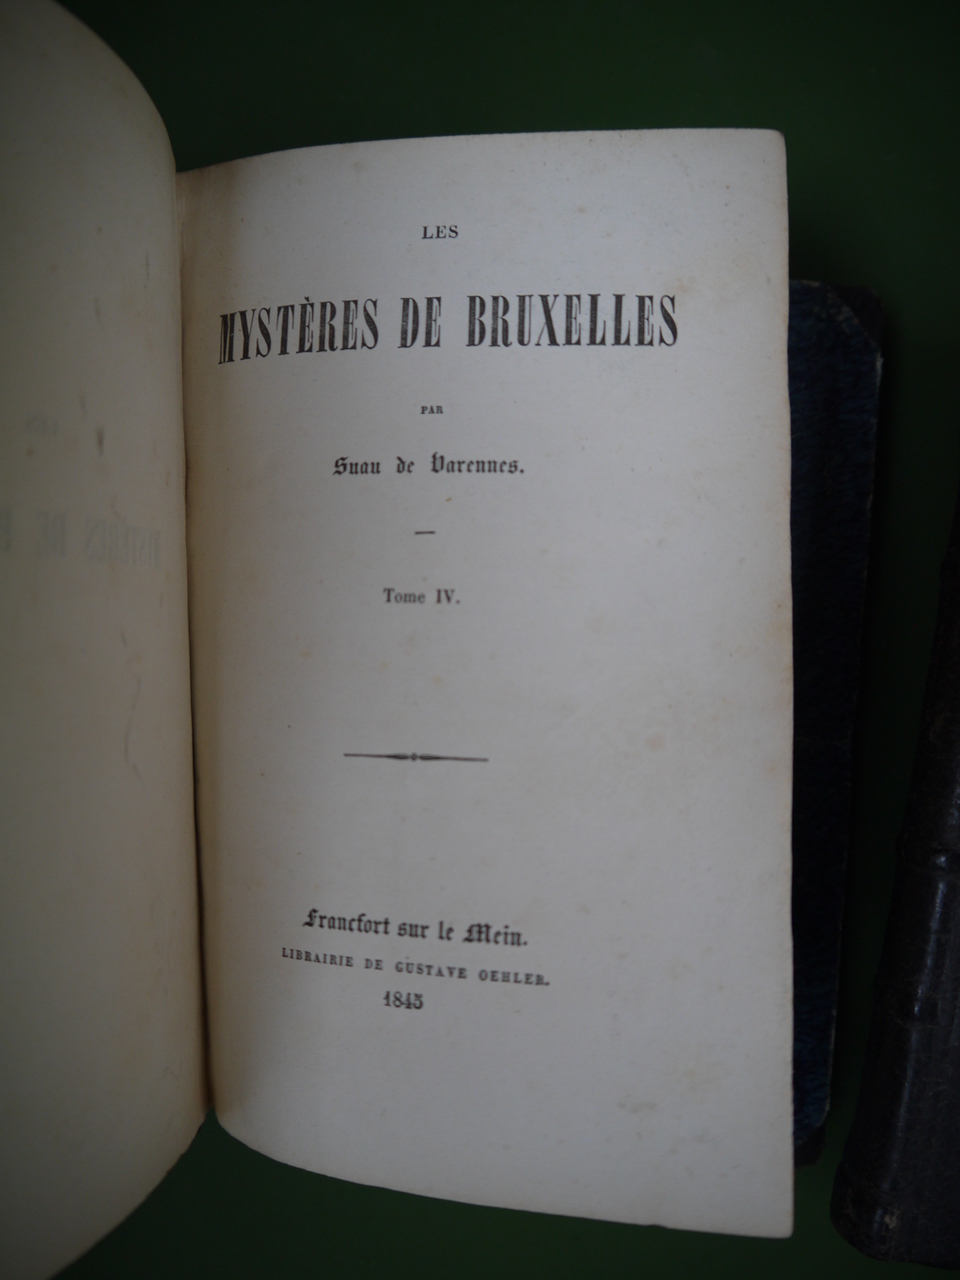 LES
MYSTÈRES DE BRUXELLES
PAR
Suau de Varennes.
Tome IV.
Francfort sur le Mein.
LIBRAIRIE DE GUSTAVE OEHLER.
1845